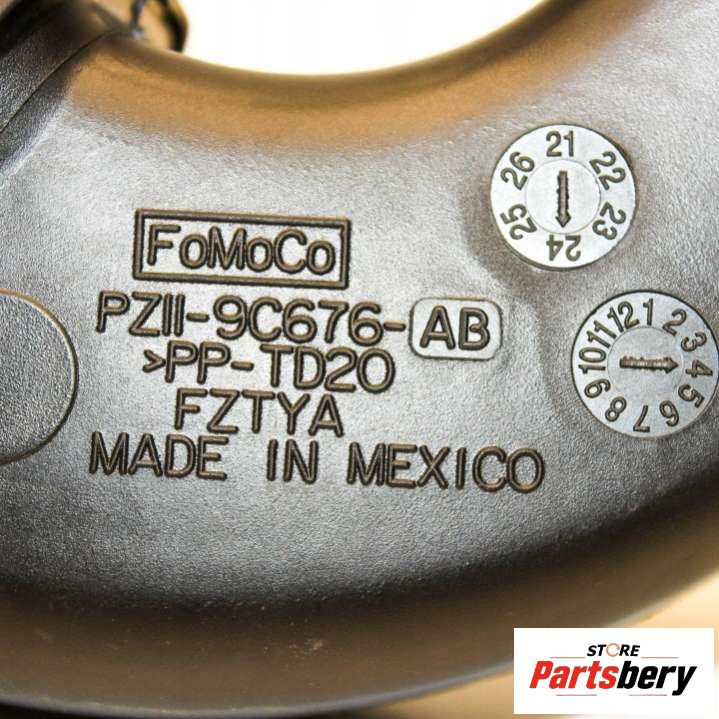 FoMoCo
PZ11-9C676-AB
>PP-TD20
FZTYA
MADE IN MEXICO
21 22 23 24 25 26
1 2 3 4 5 6 7 8 9 10 11 12
STORE
Partsbery